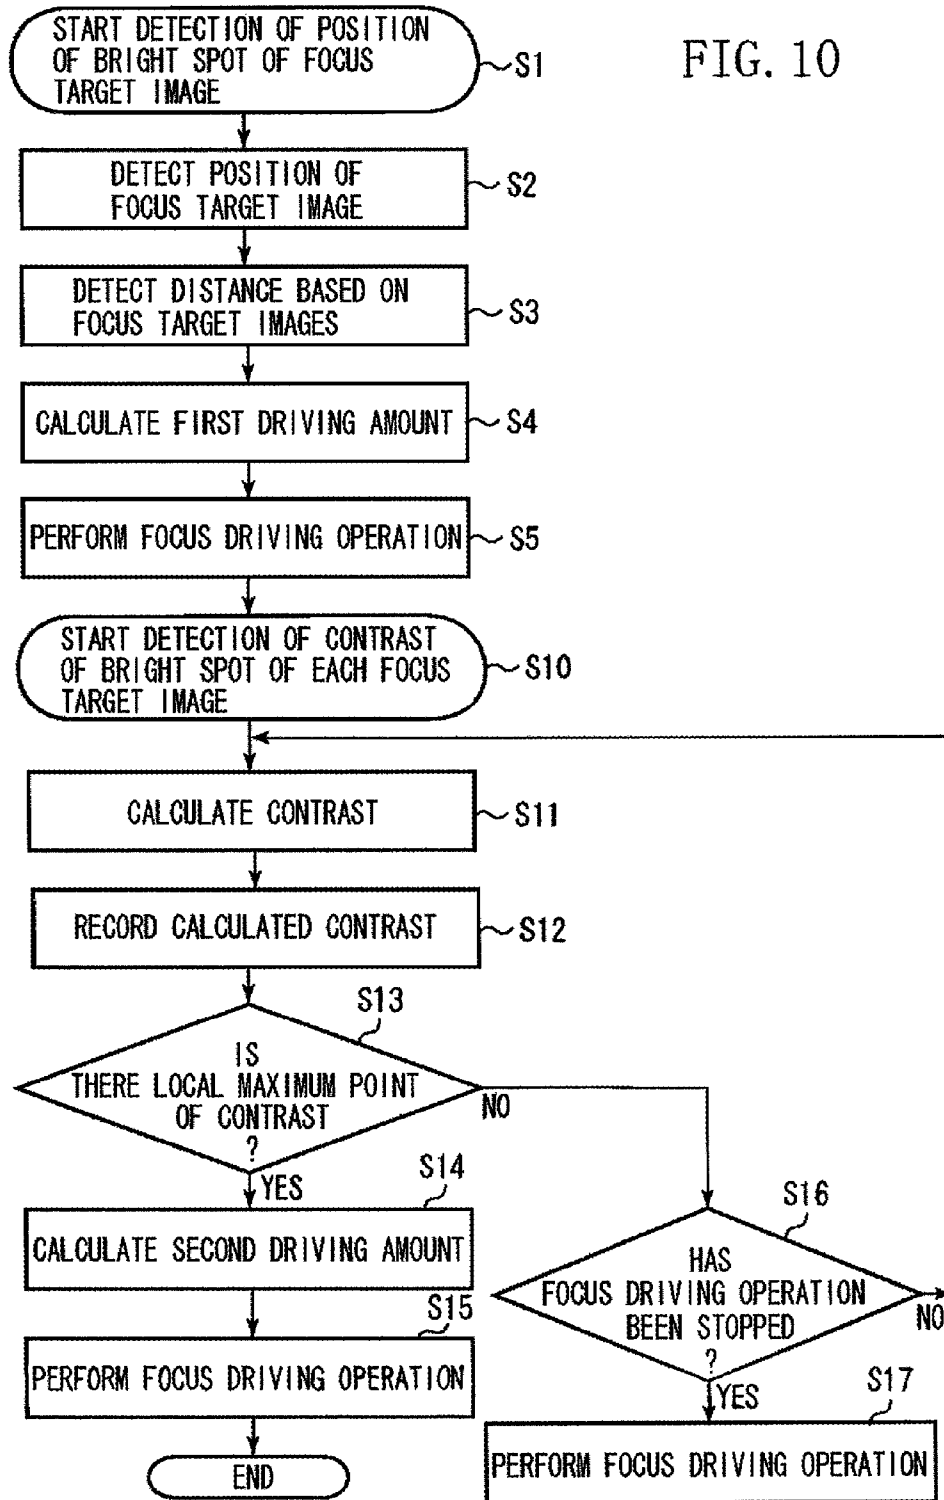 FIG. 10
START DETECTION OF POSITION
OF BRIGHT SPOT OF FOCUS
TARGET IMAGE
S1
DETECT POSITION OF
FOCUS TARGET IMAGE
S2
DETECT DISTANCE BASED ON
FOCUS TARGET IMAGES
S3
CALCULATE FIRST DRIVING AMOUNT
S4
PERFORM FOCUS DRIVING OPERATION
S5
START DETECTION OF CONTRAST
OF BRIGHT SPOT OF EACH FOCUS
TARGET IMAGE
S10
CALCULATE CONTRAST
S11
RECORD CALCULATED CONTRAST
S12
S13
IS
THERE LOCAL MAXIMUM POINT
OF CONTRAST
?
NO
YES
S14
CALCULATE SECOND DRIVING AMOUNT
S15
PERFORM FOCUS DRIVING OPERATION
END
S16
HAS
FOCUS DRIVING OPERATION
BEEN STOPPED
?
NO
YES
S17
PERFORM FOCUS DRIVING OPERATION